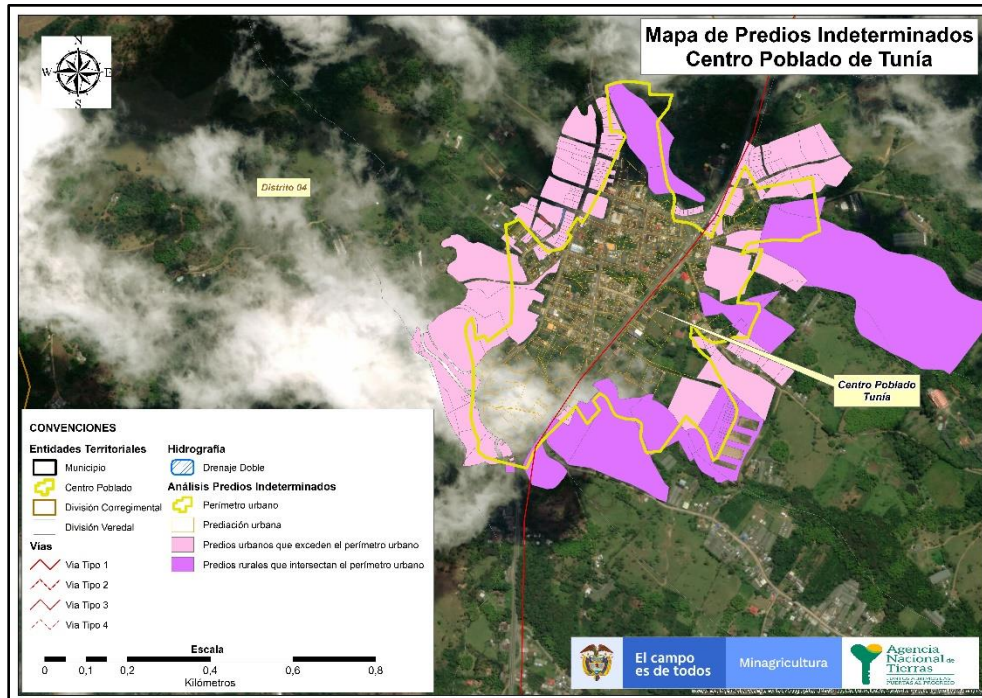 Mapa de Predios Indeterminados
Centro Poblado de Tunía
N
W
E
S
Distrito 04
Centro Poblado
Tunía
CONVENCIONES
Entidades Territoriales
Municipio
Centro Poblado
División Corregimental
División Veredal
Vías
Via Tipo 1
Via Tipo 2
Via Tipo 3
Via Tipo 4
Hidrografia
Drenaje Doble
Análisis Predios Indeterminados
Perímetro urbano
Prediación urbana
Predios urbanos que exceden el perímetro urbano
Predios rurales que intersectan el perímetro urbano
Escala
0 0,1 0,2 0,4 0,6 0,8
Kilómetros
El campo
es de todos
Minagricultura
Agencia
Nacional de
Tierras